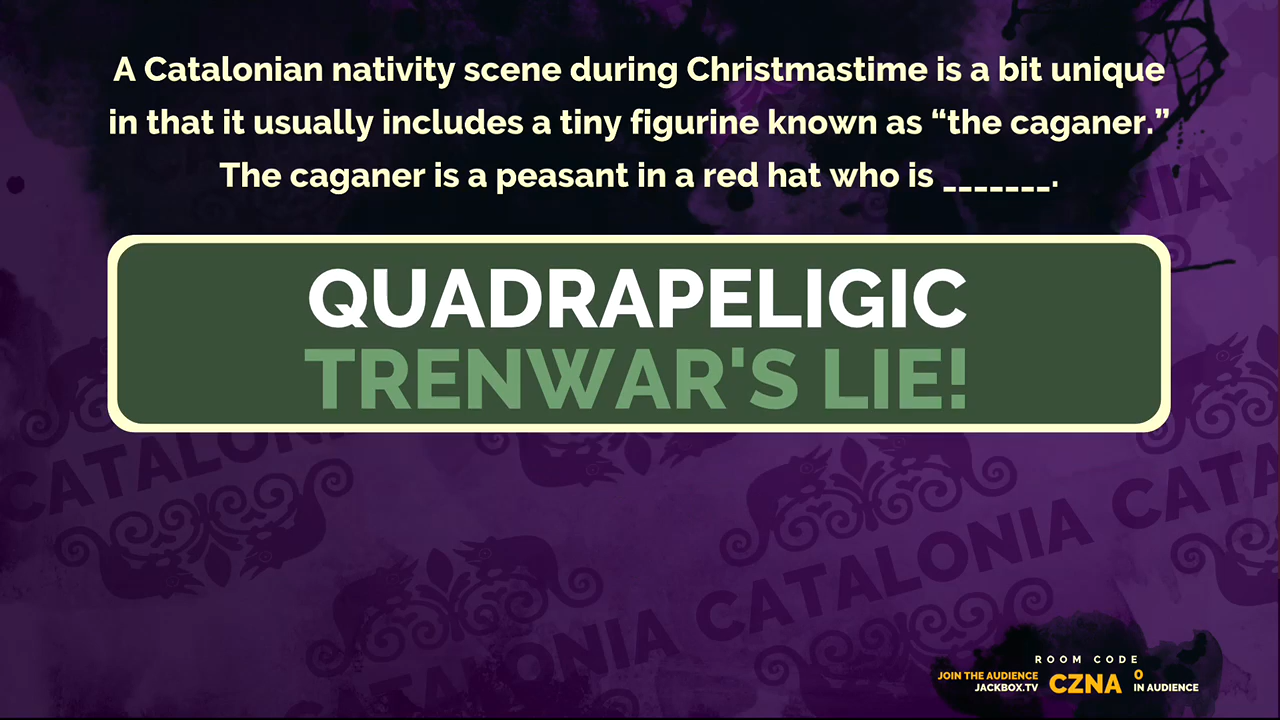 A Catalonian nativity scene during Christmastime is a bit unique
in that it usually includes a tiny figurine known as “the caganer.”
The caganer is a peasant in a red hat who is _______.
QUADRAPELIGIC
TRENWAR'S LIE!
CATALONIA
CATALONIA
CATALONIA
CATA
ROOM CODE
JOIN THE AUDIENCE
JACKBOX.TV
CZNA
0
IN AUDIENCE